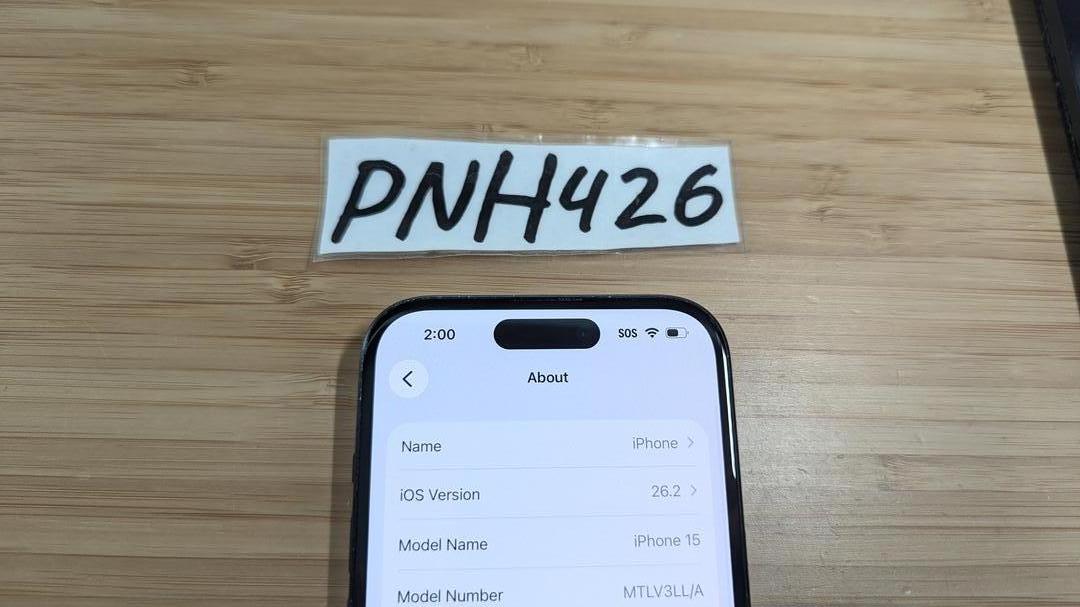 PNH426
2:00 SOS
About
Name iPhone
iOS Version 26.2
Model Name iPhone 15
Model Number MTLV3LL/A